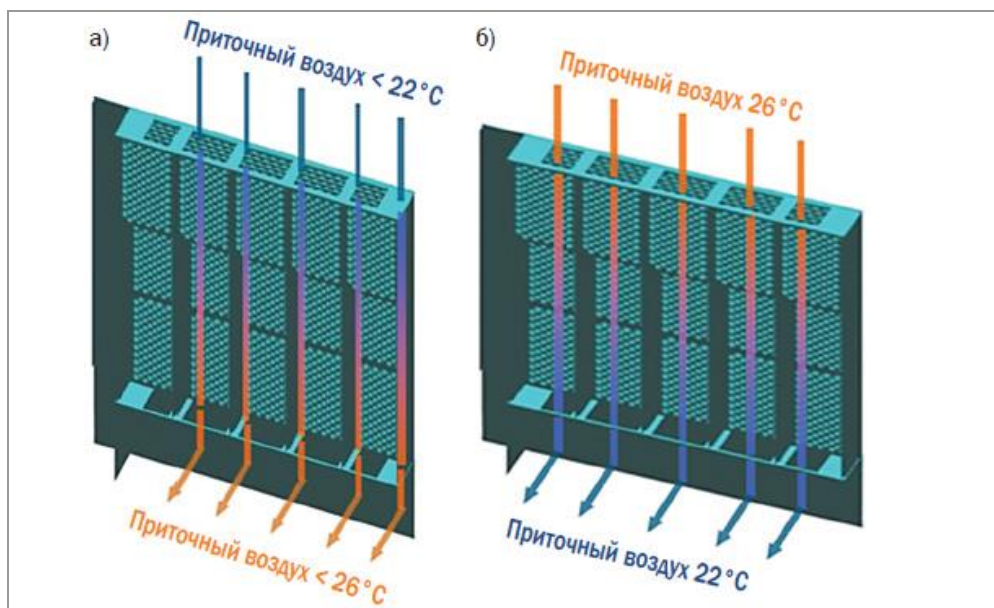 а)
Приточный воздух < 22°C
б)
Приточный воздух 26°C
Приточный воздух < 26°C
Приточный воздух 22°C